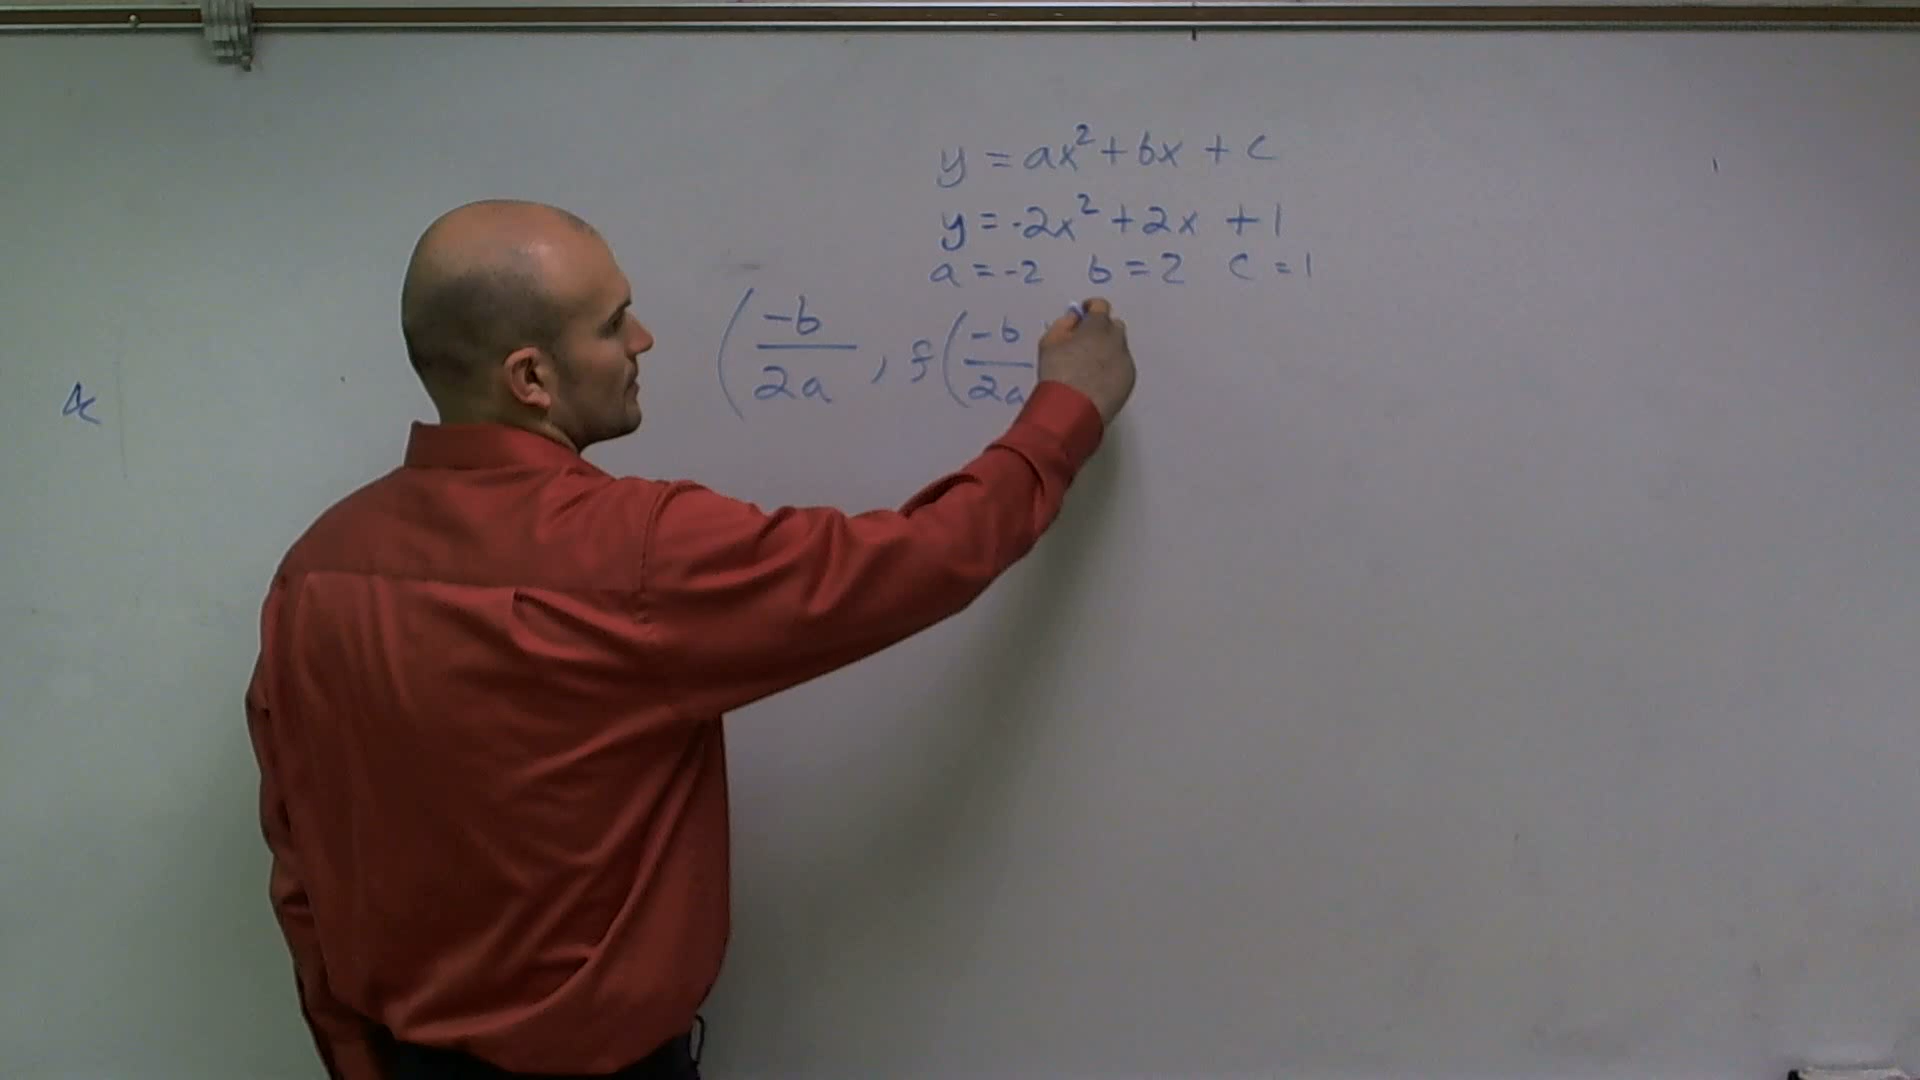 y = ax² + bx + c
y = -2x² + 2x + 1
a = -2 b = 2 c = 1
(-b/2a, f(-b/2a